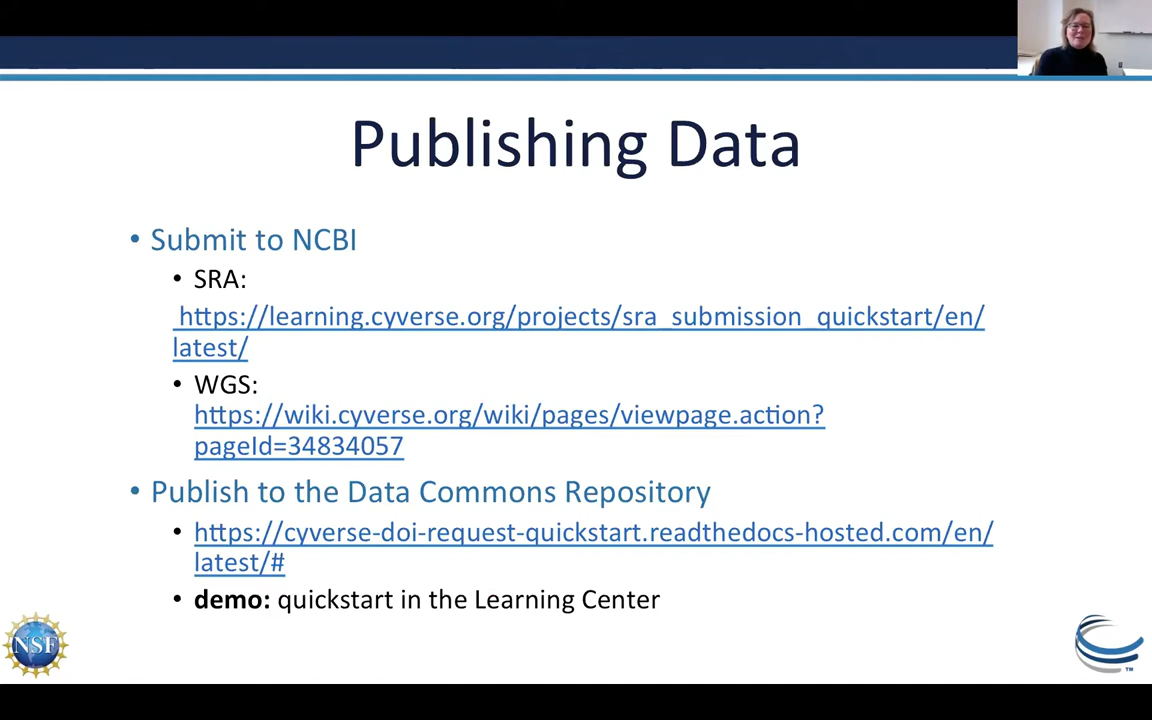 Publishing Data
• Submit to NCBI
• SRA:
https://learning.cyverse.org/projects/sra_submission_quickstart/en/
latest/
• WGS:
https://wiki.cyverse.org/wiki/pages/viewpage.action?
pageId=34834057
• Publish to the Data Commons Repository
• https://cyverse-doi-request-quickstart.readthedocs-hosted.com/en/
latest/#
• demo: quickstart in the Learning Center
NSF
TM